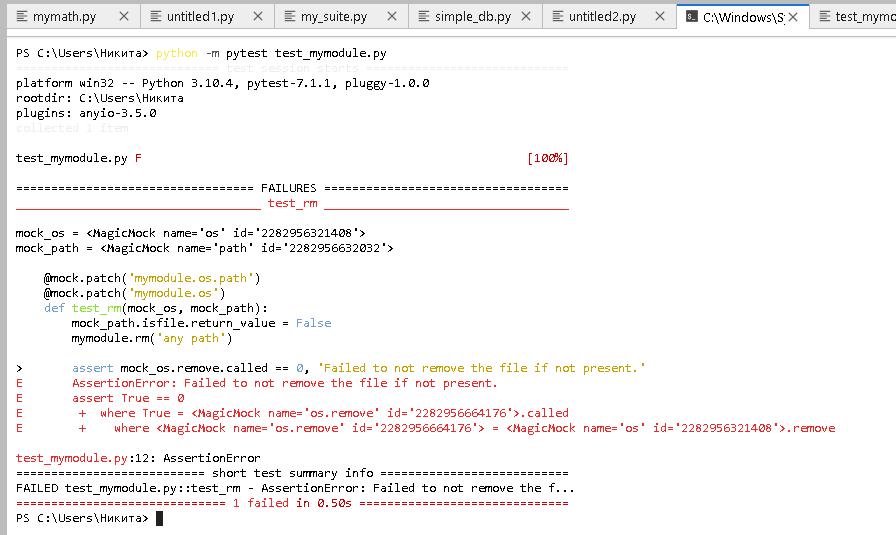 mymath.py untitled1.py my_suite.py simple_db.py untitled2.py C:\Windows\S test_mymo
PS C:\Users\Никита> python -m pytest test_mymodule.py
============================= test session starts =============================
platform win32 -- Python 3.10.4, pytest-7.1.1, pluggy-1.0.0
rootdir: C:\Users\Никита
plugins: anyio-3.5.0
collected 1 item
test_mymodule.py F [100%]
================================== FAILURES ===================================
___________________________________ test_rm ___________________________________
mock_os = <MagicMock name='os' id='2282956321408'>
mock_path = <MagicMock name='path' id='2282956632032'>
@mock.patch('mymodule.os.path')
@mock.patch('mymodule.os')
def test_rm(mock_os, mock_path):
mock_path.isfile.return_value = False
mymodule.rm('any path')
> assert mock_os.remove.called == 0, 'Failed to not remove the file if not present.'
E AssertionError: Failed to not remove the file if not present.
E assert True == 0
E + where True = <MagicMock name='os.remove' id='2282956664176'>.called
E + where <MagicMock name='os.remove' id='2282956664176'> = <MagicMock name='os' id='2282956321408'>.remove
test_mymodule.py:12: AssertionError
=========================== short test summary info ===========================
FAILED test_mymodule.py::test_rm - AssertionError: Failed to not remove the f...
============================== 1 failed in 0.50s ==============================
PS C:\Users\Никита>